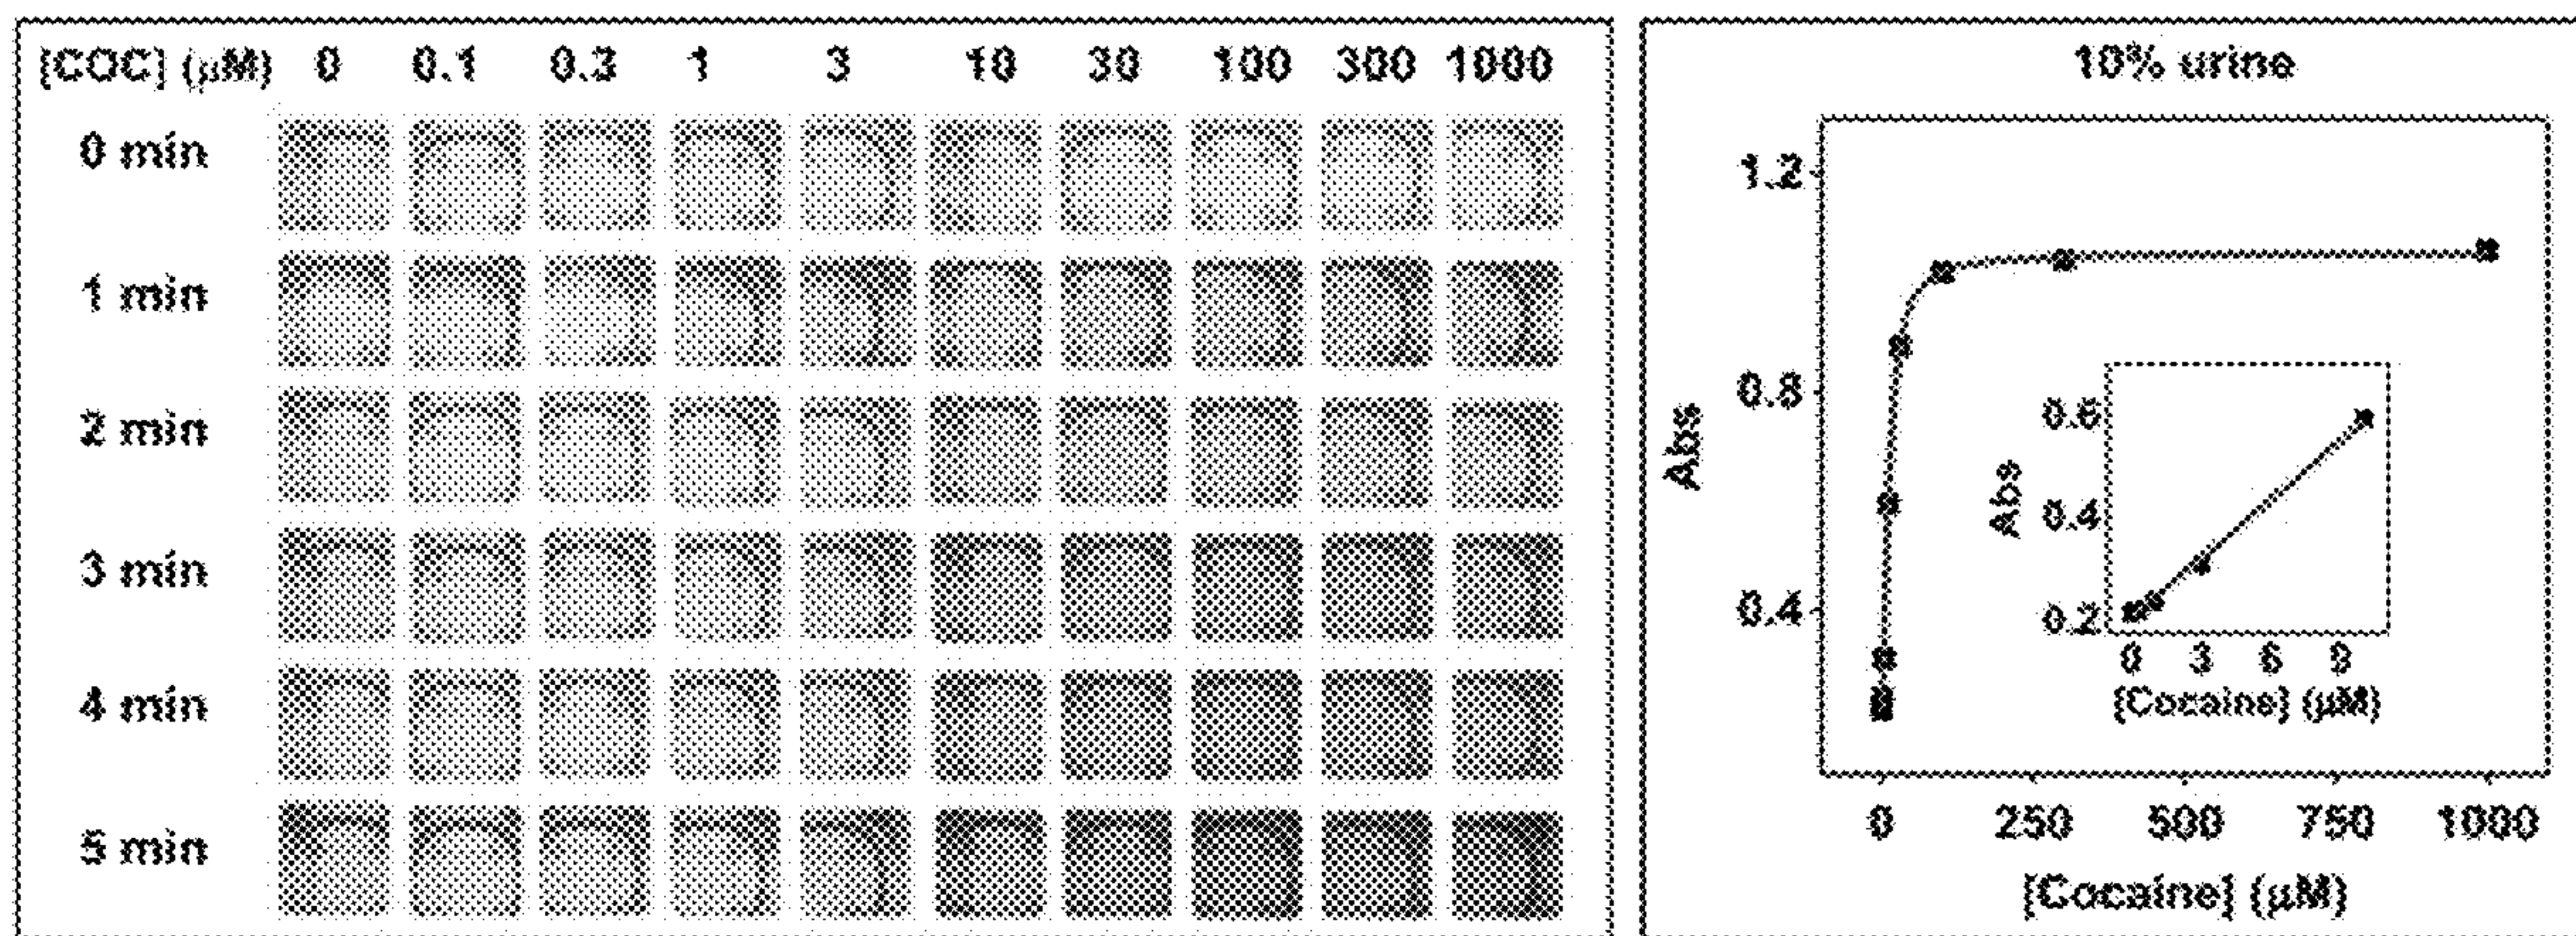 [COC] (µM) 0 0.1 0.3 1 3 10 30 100 300 1000
0 min
1 min
2 min
3 min
4 min
5 min
10% urine
1.2
0.8
0.4
Abs
0 250 500 750 1000
[Cocaine] (µM)
0.6
0.4
0.2
Abs
0 3 6 9
[Cocaine] (µM)